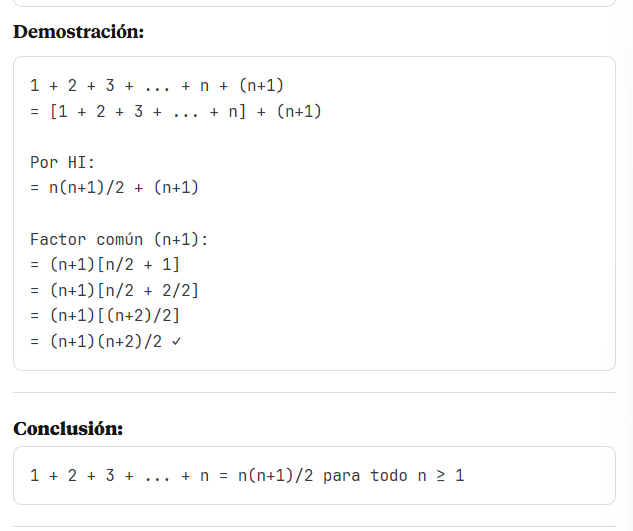 Demostración:
1 + 2 + 3 + ... + n + (n+1)
= [1 + 2 + 3 + ... + n] + (n+1)
Por HI:
= n(n+1)/2 + (n+1)
Factor común (n+1):
= (n+1)[n/2 + 1]
= (n+1)[n/2 + 2/2]
= (n+1)[(n+2)/2]
= (n+1)(n+2)/2 ✓
Conclusión:
1 + 2 + 3 + ... + n = n(n+1)/2 para todo n ≥ 1